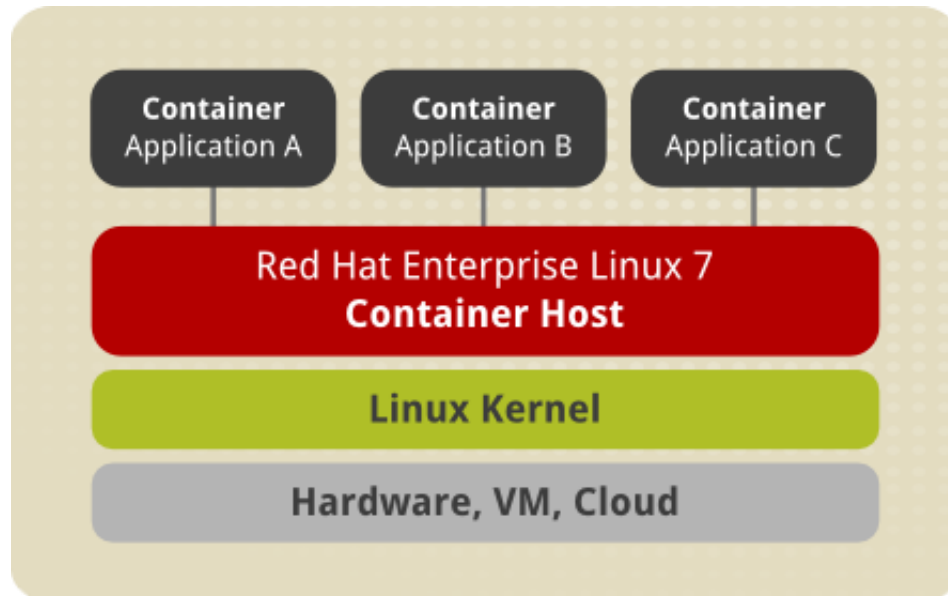 Container
Application A
Container
Application B
Container
Application C
Red Hat Enterprise Linux 7
Container Host
Linux Kernel
Hardware, VM, Cloud